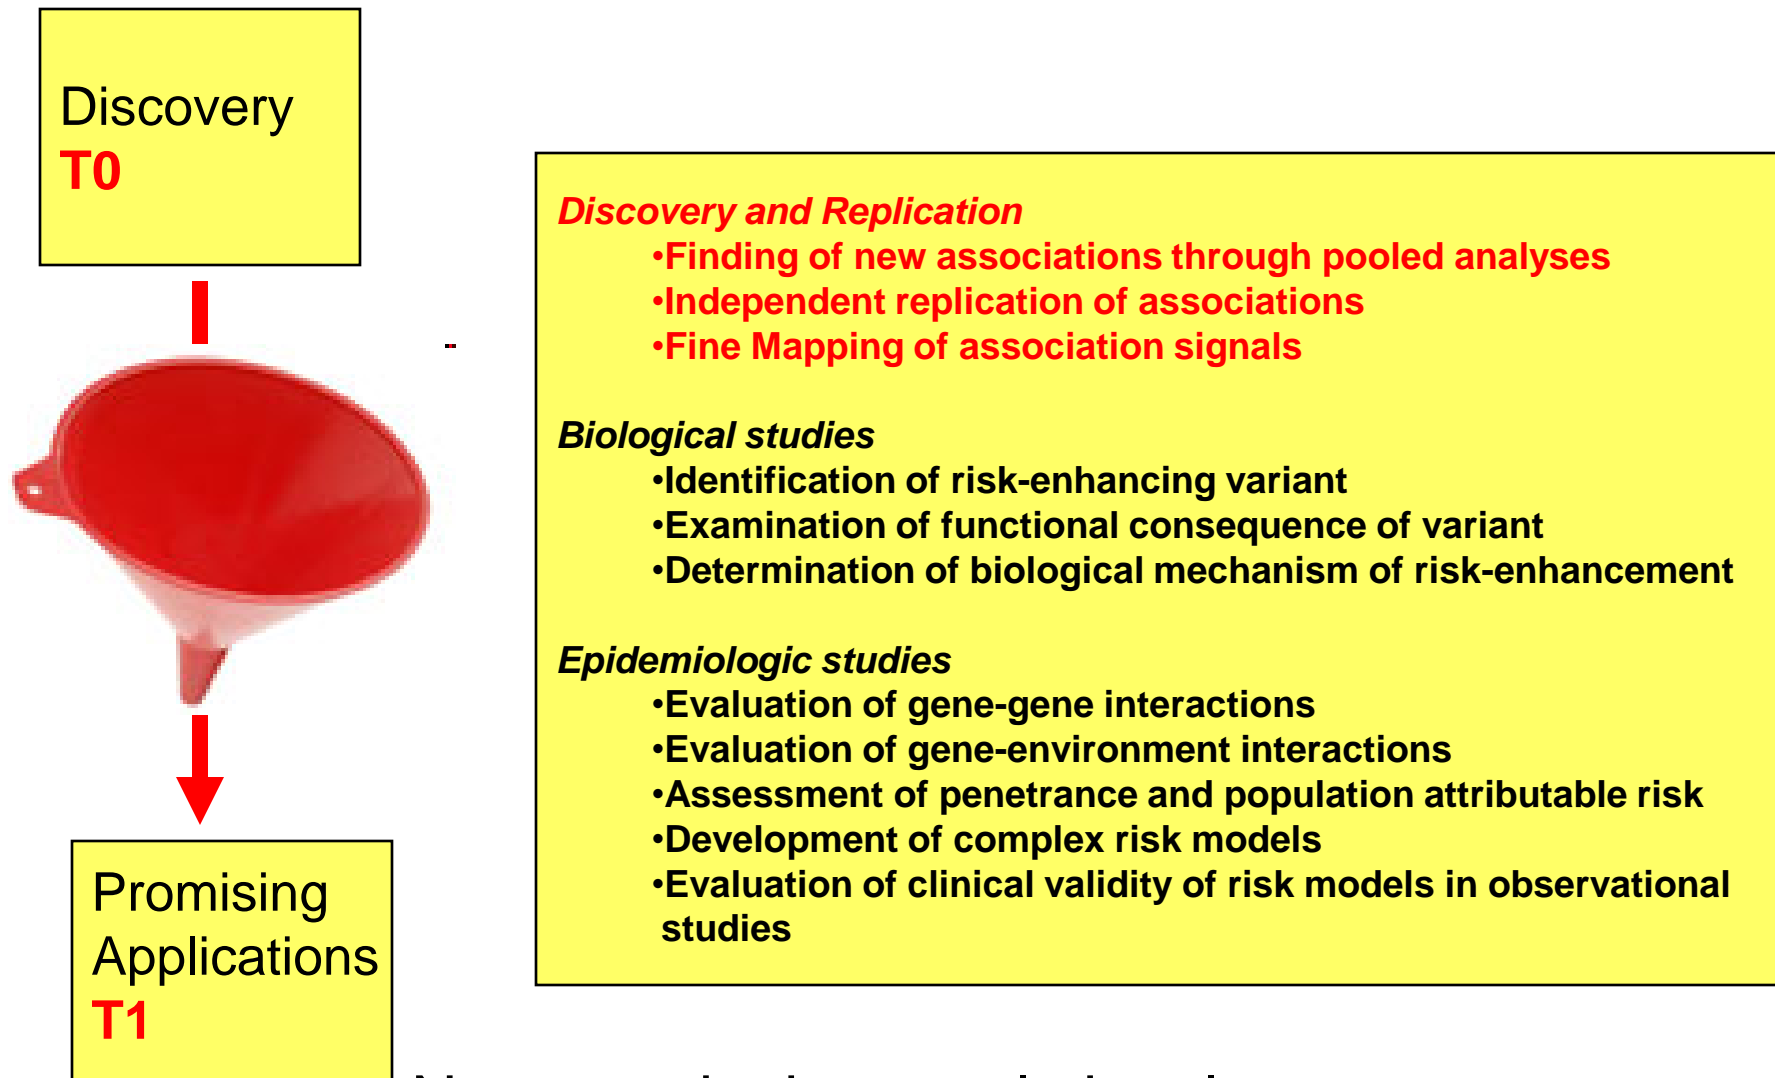 Discovery
T0
Discovery and Replication
•Finding of new associations through pooled analyses
•Independent replication of associations
•Fine Mapping of association signals
Biological studies
•Identification of risk-enhancing variant
•Examination of functional consequence of variant
•Determination of biological mechanism of risk-enhancement
Epidemiologic studies
•Evaluation of gene-gene interactions
•Evaluation of gene-environment interactions
•Assessment of penetrance and population attributable risk
•Development of complex risk models
•Evaluation of clinical validity of risk models in observational
studies
Promising
Applications
T1